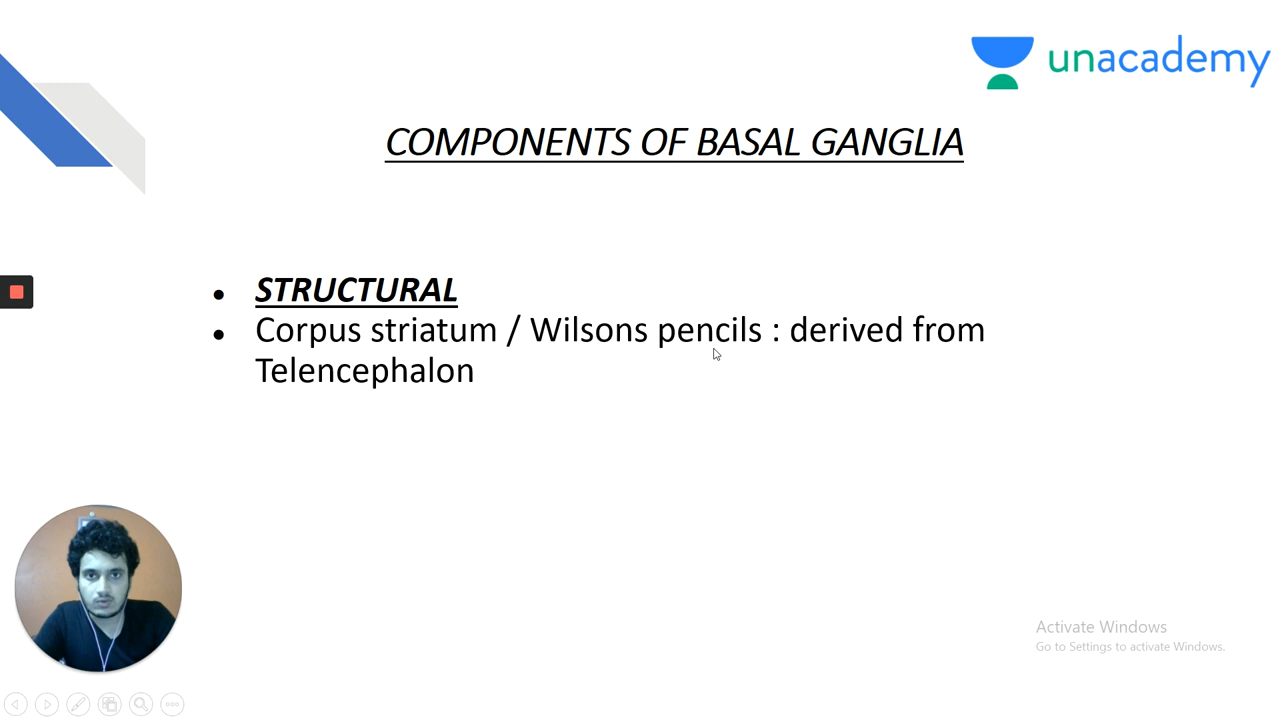 unacademy
COMPONENTS OF BASAL GANGLIA
STRUCTURAL
Corpus striatum / Wilsons pencils : derived from
Telencephalon
Activate Windows
Go to Settings to activate Windows.